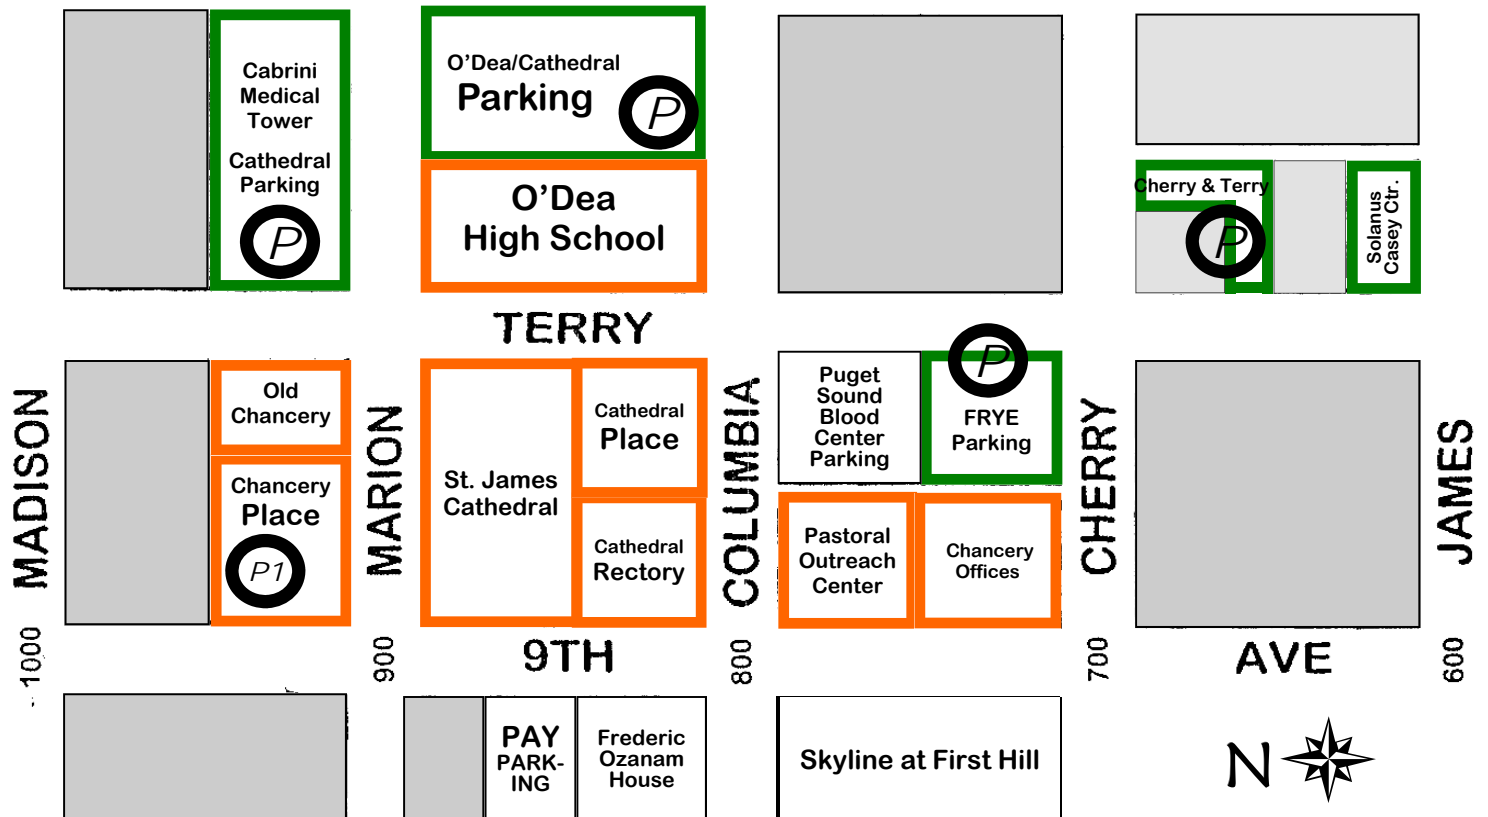 Cabrini
Medical
Tower
Cathedral
Parking
P
O'Dea/Cathedral
Parking
P
O'Dea
High School
Cherry & Terry
P
Solanus
Casey Ctr.
TERRY
MADISON
Old
Chancery
Chancery
Place
P1
MARION
St. James
Cathedral
Cathedral
Place
Cathedral
Rectory
COLUMBIA
Puget
Sound
Blood
Center
Parking
P
FRYE
Parking
Pastoral
Outreach
Center
Chancery
Offices
CHERRY
JAMES
1000
900
9TH
800
700
AVE
600
PAY
PARK-
ING
Frederic
Ozanam
House
Skyline at First Hill
N